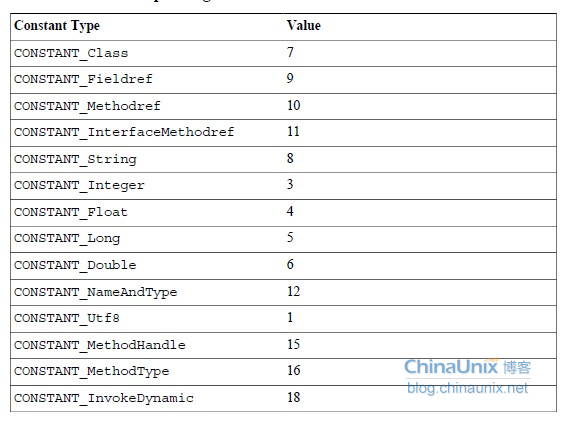 Constant Type Value
CONSTANT_Class 7
CONSTANT_Fieldref 9
CONSTANT_Methodref 10
CONSTANT_InterfaceMethodref 11
CONSTANT_String 8
CONSTANT_Integer 3
CONSTANT_Float 4
CONSTANT_Long 5
CONSTANT_Double 6
CONSTANT_NameAndType 12
CONSTANT_Utf8 1
CONSTANT_MethodHandle 15
CONSTANT_MethodType 16
CONSTANT_InvokeDynamic 18
ChinaUnix 博客
blog.chinaunix.net